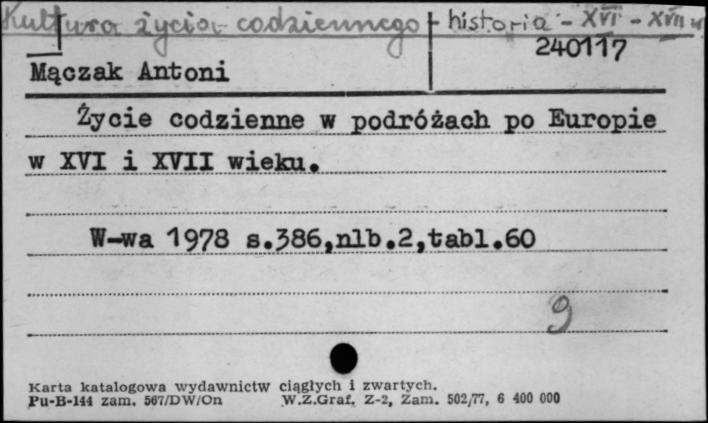 Kultura życia codziennego - historia - XVI - XVII w
240117
Mączak Antoni
Życie codzienne w podróżach po Europie
w XVI i XVII wieku.
W-wa 1978 s.386,nlb.2,tabl.60
9
Karta katalogowa wydawnictw ciągłych i zwartych.
Pu-B-144 zam. 567/DW/On W.Z.Graf. Z-2, Zam. 502/77, 6 400 000